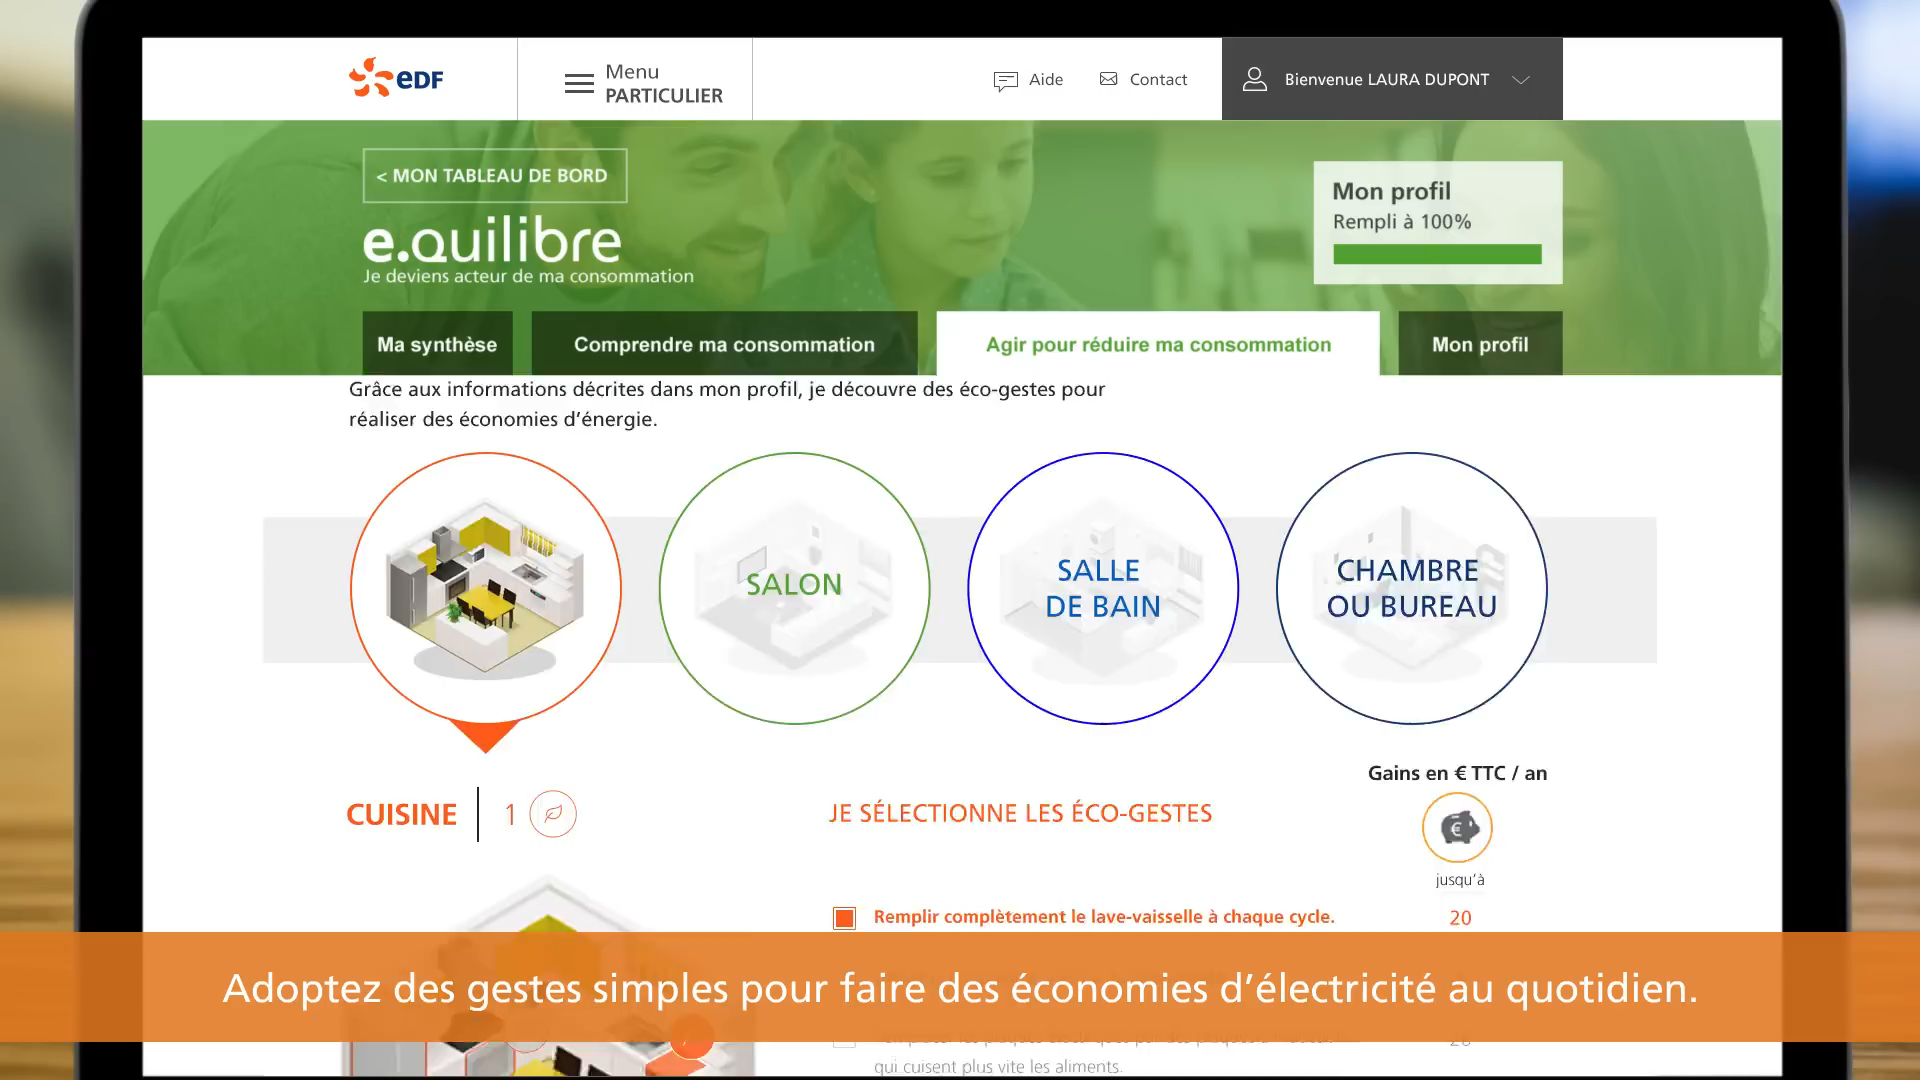 eDF
Menu
PARTICULIER
Aide
Contact
Bienvenue LAURA DUPONT
< MON TABLEAU DE BORD
e.quilibre
Je deviens acteur de ma consommation
Mon profil
Rempli à 100%
Ma synthèse
Comprendre ma consommation
Agir pour réduire ma consommation
Mon profil
Grâce aux informations décrites dans mon profil, je découvre des éco-gestes pour
réaliser des économies d’énergie.
SALON
SALLE
DE BAIN
CHAMBRE
OU BUREAU
Gains en € TTC / an
CUISINE
1
JE SÉLECTIONNE LES ÉCO-GESTES
€
jusqu’à
Remplir complètement le lave-vaisselle à chaque cycle.
20
Adoptez des gestes simples pour faire des économies d’électricité au quotidien.
qui cuisent plus vite les aliments.